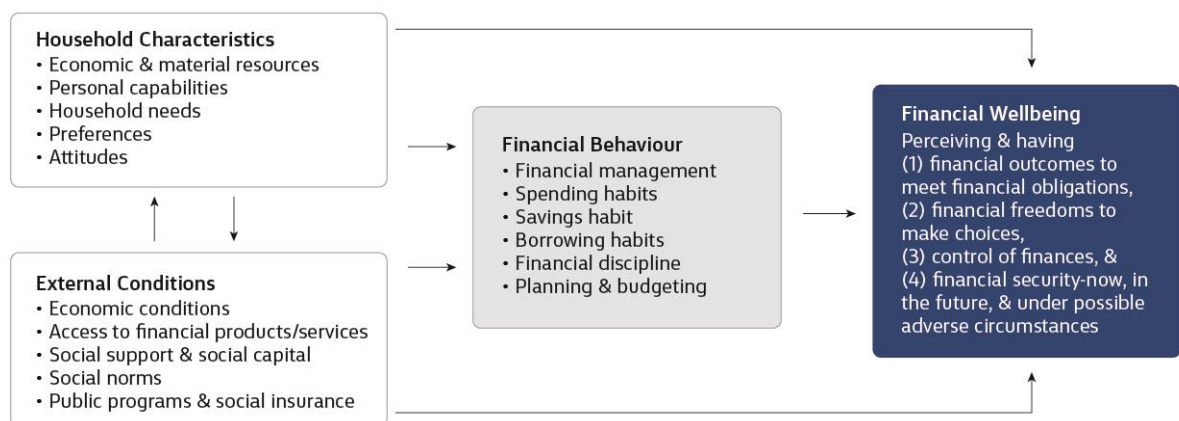 Household Characteristics
• Economic & material resources
• Personal capabilities
• Household needs
• Preferences
• Attitudes
External Conditions
• Economic conditions
• Access to financial products/services
• Social support & social capital
• Social norms
• Public programs & social insurance
Financial Behaviour
• Financial management
• Spending habits
• Savings habit
• Borrowing habits
• Financial discipline
• Planning & budgeting
Financial Wellbeing
Perceiving & having
(1) financial outcomes to
meet financial obligations,
(2) financial freedoms to
make choices,
(3) control of finances, &
(4) financial security-now, in
the future, & under possible
adverse circumstances